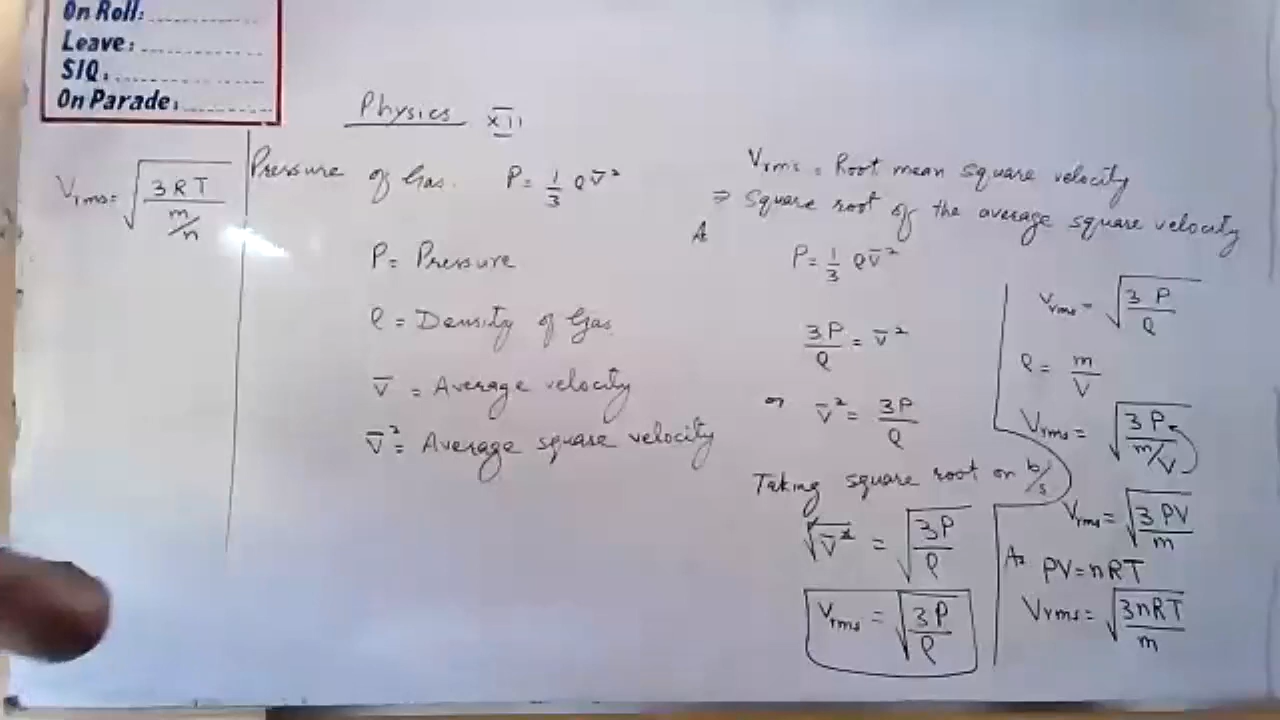 On Roll: ..................
Leave: ..................
SIQ. ..................
On Parade: ............
Physics XII
Vrms = √(3RT / (m/n))
Pressure of Gas. P = 1/3 ρv̄²
P = Pressure
ρ = Density of Gas
v̄ = Average velocity
v̄² = Average square velocity
Vrms = Root mean square velocity
⇒ Square root of the average square velocity
A
P = 1/3 ρv̄²
3P/ρ = v̄²
or v̄² = 3P/ρ
Taking square root on b/s
√v̄² = √(3P/ρ)
Vrms = √(3P/ρ)
Vrms = √(3P/ρ)
ρ = m/V
Vrms = √(3P / (m/V))
Vrms = √(3PV/m)
As PV = nRT
Vrms = √(3nRT/m)